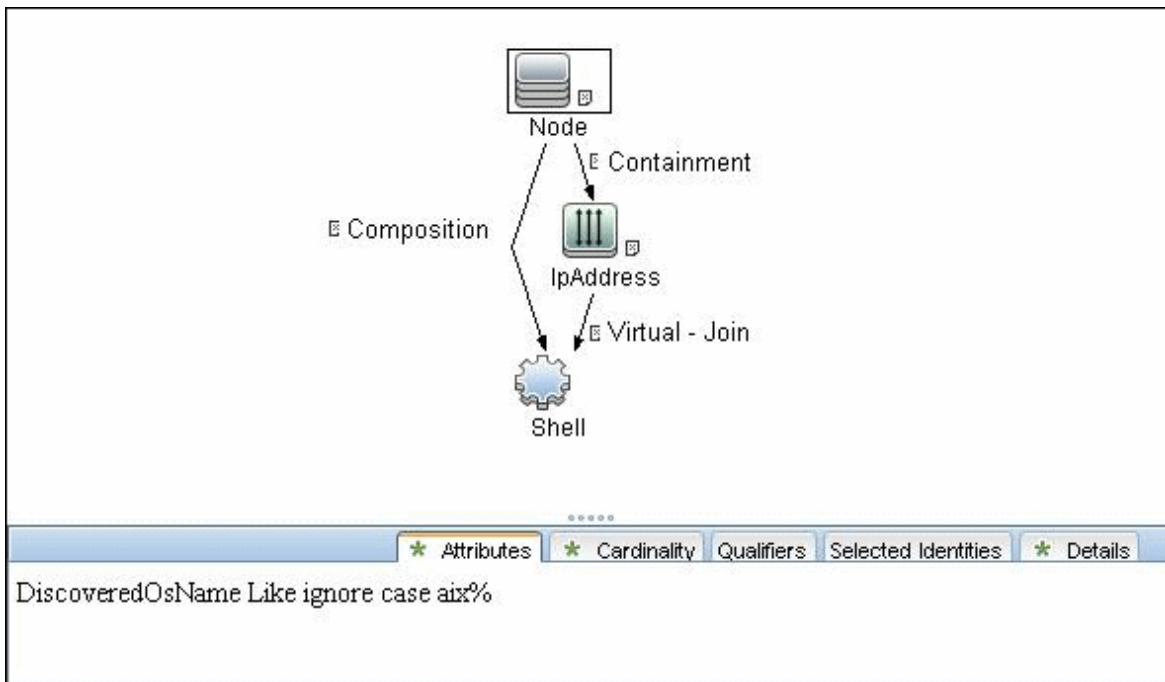 Node
Containment
Composition
IpAddress
Virtual - Join
Shell
* Attributes * Cardinality Qualifiers Selected Identities * Details
DiscoveredOsName Like ignore case aix%